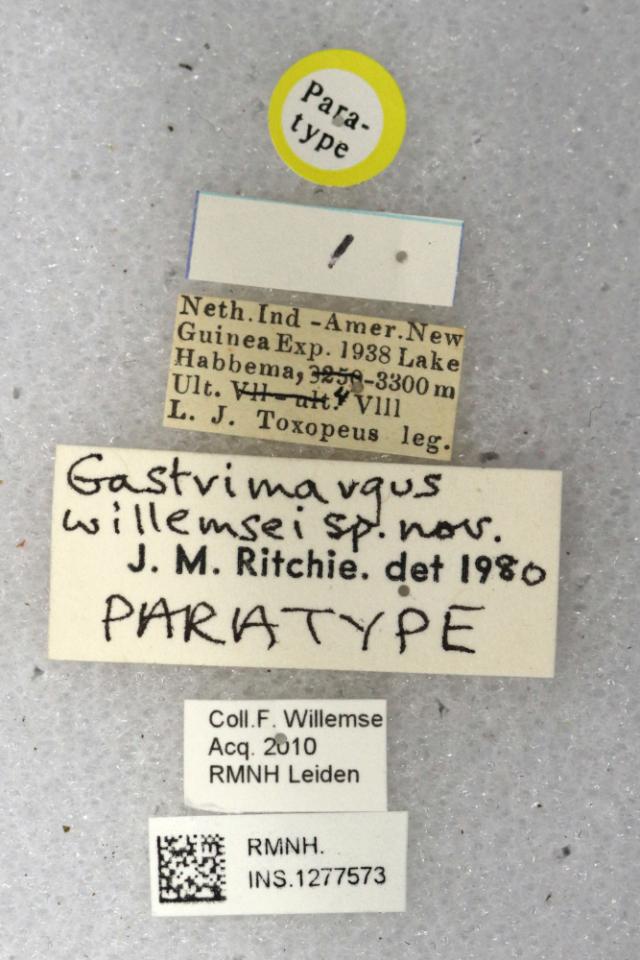 Para-
type
Neth.Ind-Amer.New
Guinea Exp. 1938 Lake
Habbema, 3250-3300 m
Ult. VII-ult. 4 VIII
L. J. Toxopeus leg.
Gastrimargus
willemsei sp. nov.
J. M. Ritchie. det 1980
PARATYPE
Coll.F. Willemse
Acq. 2010
RMNH Leiden
RMNH.
INS.1277573